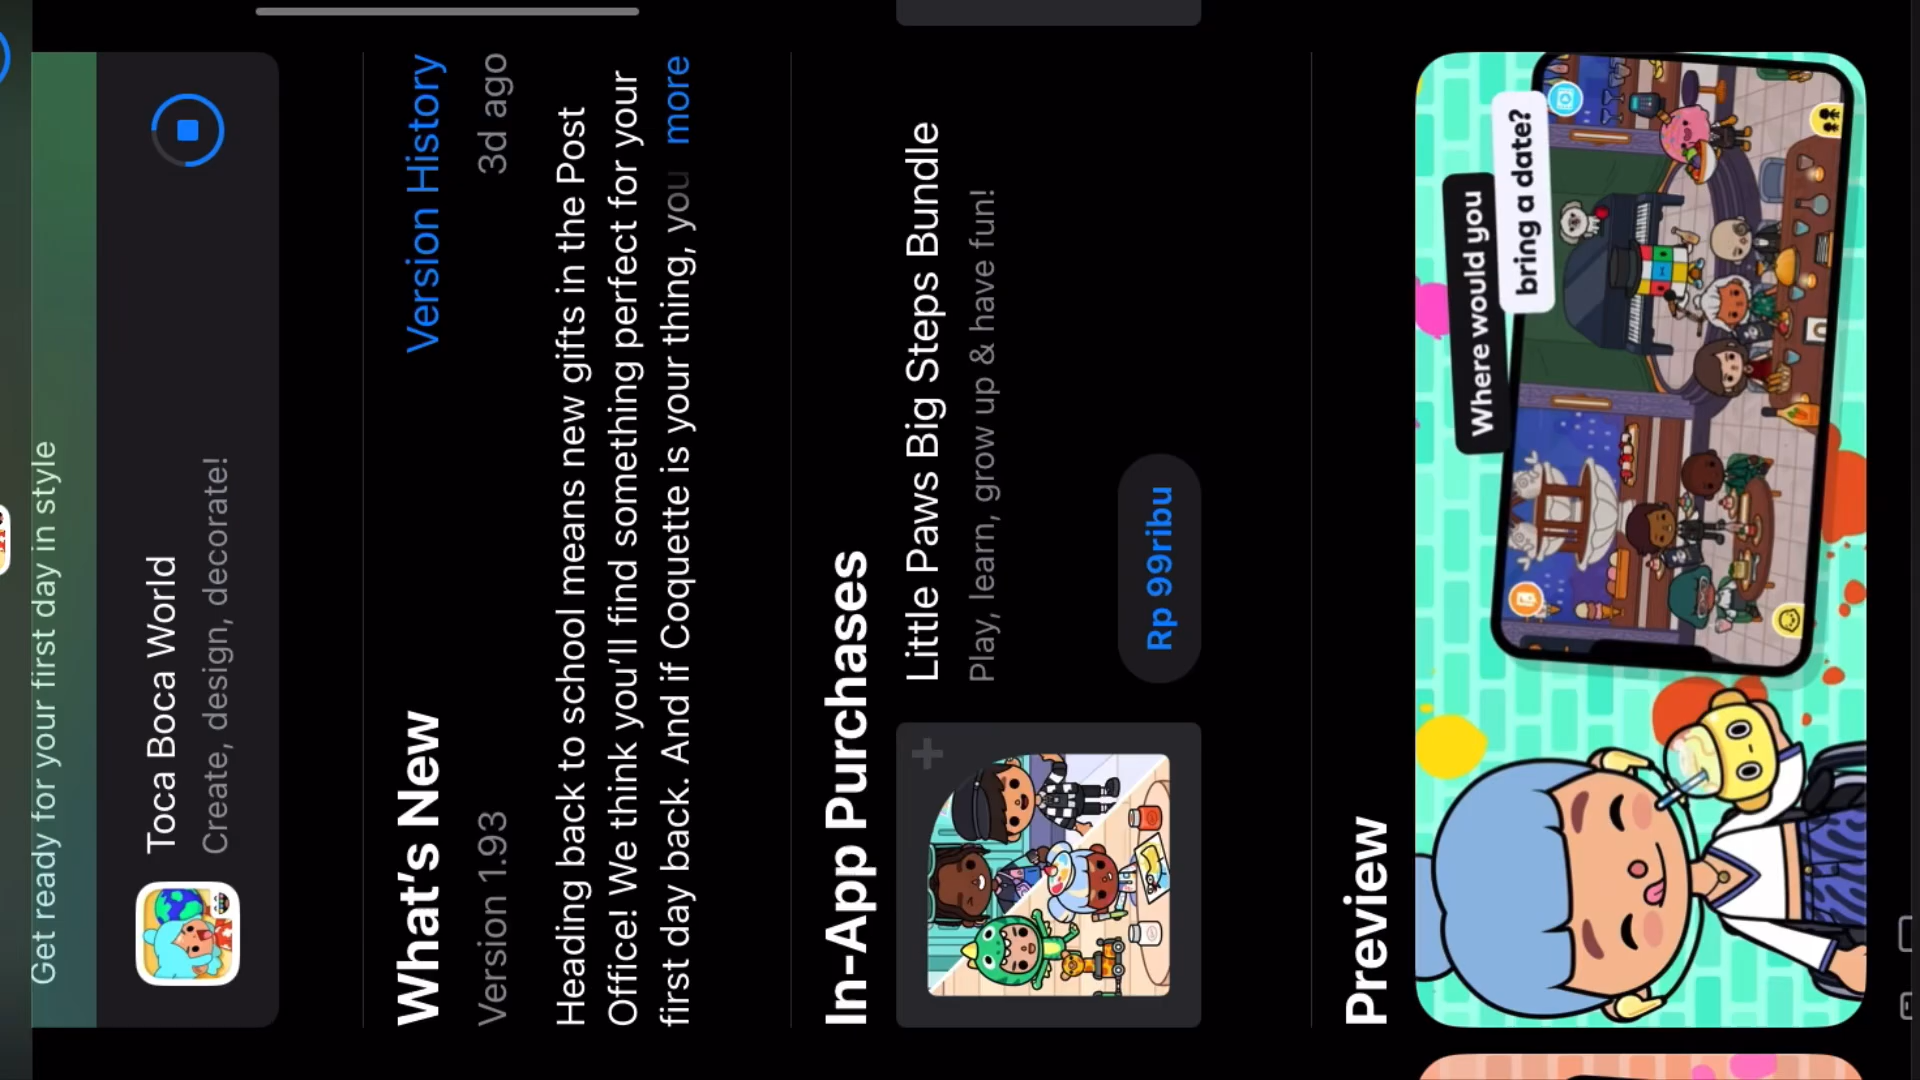 Get ready for your first day in style
Toca Boca World
Create, design, decorate!
What's New
Version History
Version 1.93
3d ago
Heading back to school means new gifts in the Post
Office! We think you'll find something perfect for your
first day back. And if Coquette is your thing, you more
In-App Purchases
Little Paws Big Steps Bundle
Play, learn, grow up & have fun!
Rp 99ribu
Preview
Where would you
bring a date?